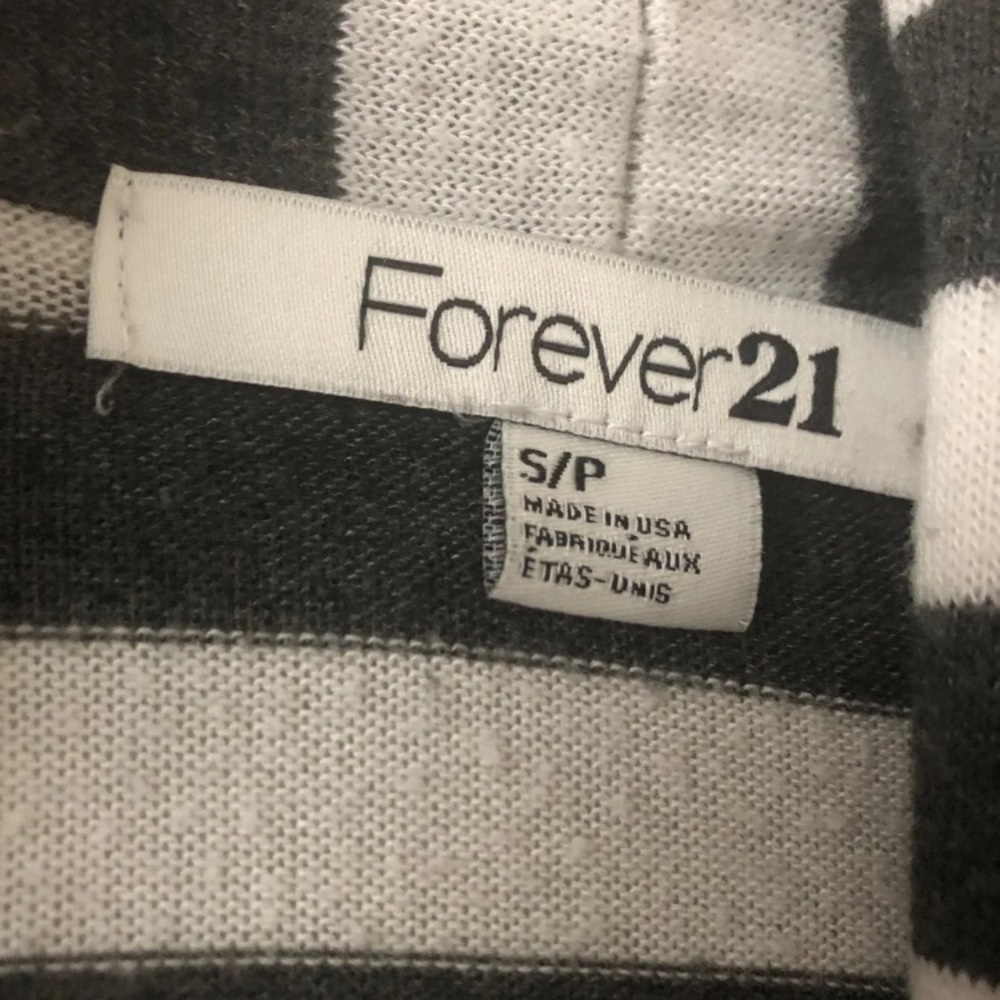 Forever21
S/P
MADE IN USA
FABRIQUÉ AUX
ÉTAS-UNIS